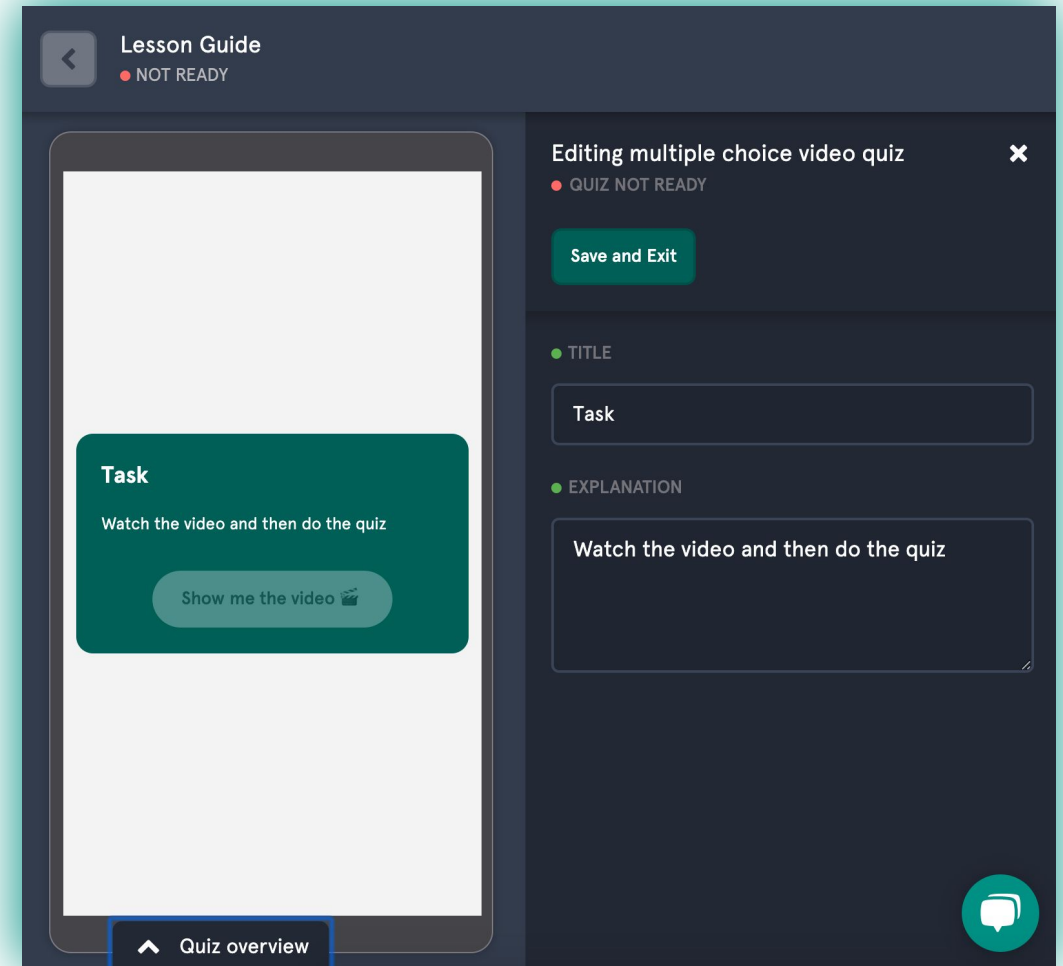 Lesson Guide
NOT READY
Editing multiple choice video quiz
QUIZ NOT READY
Save and Exit
TITLE
Task
EXPLANATION
Watch the video and then do the quiz
Task
Watch the video and then do the quiz
Show me the video 🎬
Quiz overview